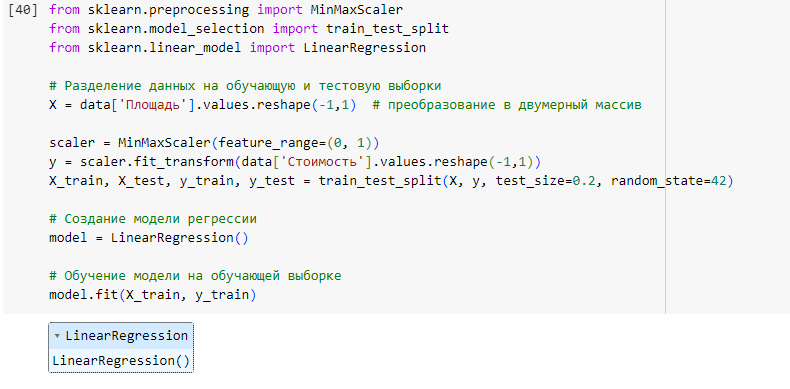 [40] from sklearn.preprocessing import MinMaxScaler
from sklearn.model_selection import train_test_split
from sklearn.linear_model import LinearRegression
# Разделение данных на обучающую и тестовую выборки
X = data['Площадь'].values.reshape(-1,1)  # преобразование в двумерный массив
scaler = MinMaxScaler(feature_range=(0, 1))
y = scaler.fit_transform(data['Стоимость'].values.reshape(-1,1))
X_train, X_test, y_train, y_test = train_test_split(X, y, test_size=0.2, random_state=42)
# Создание модели регрессии
model = LinearRegression()
# Обучение модели на обучающей выборке
model.fit(X_train, y_train)
▾ LinearRegression
LinearRegression()